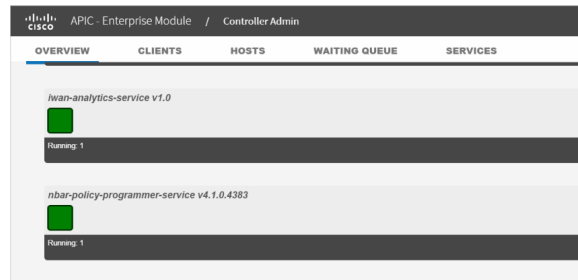 CISCO APIC - Enterprise Module / Controller Admin
OVERVIEW CLIENTS HOSTS WAITING QUEUE SERVICES
iwan-analytics-service v1.0
Running: 1
nbar-policy-programmer-service v4.1.0.4383
Running: 1